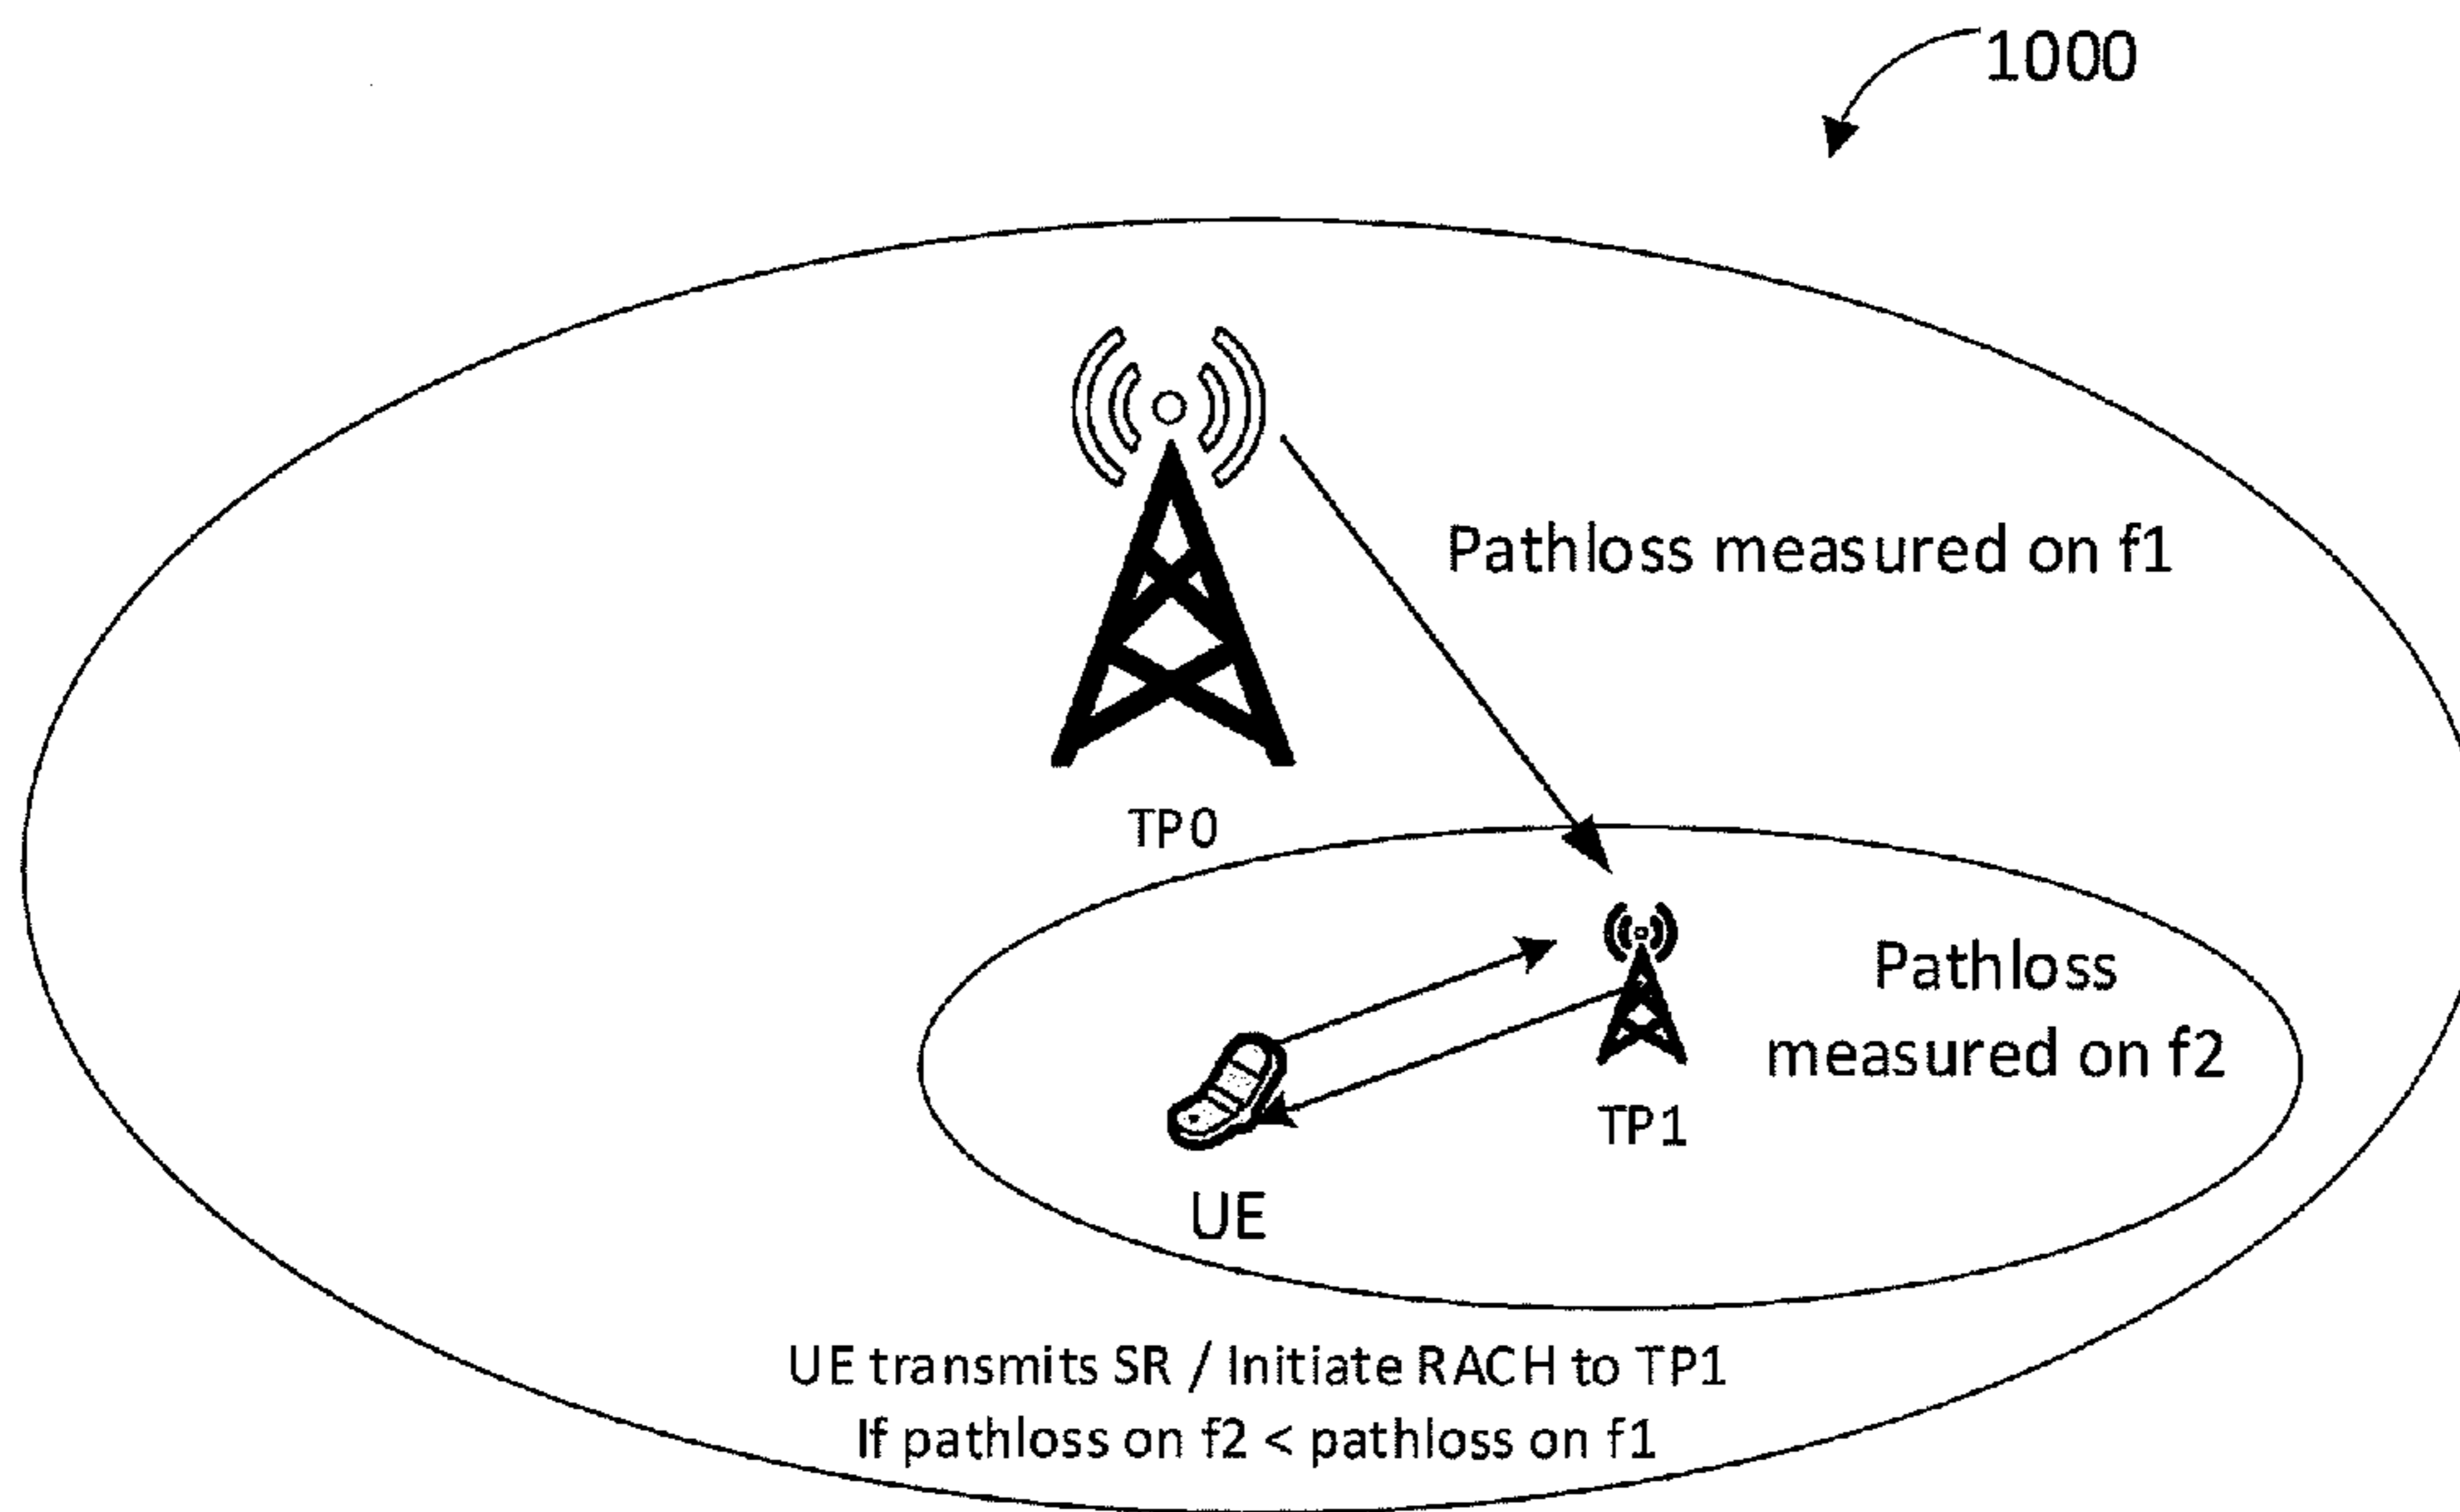 1000
Pathloss measured on f1
TP0
Pathloss
measured on f2
TP1
UE
UE transmits SR / Initiate RACH to TP1
If pathloss on f2 < pathloss on f1